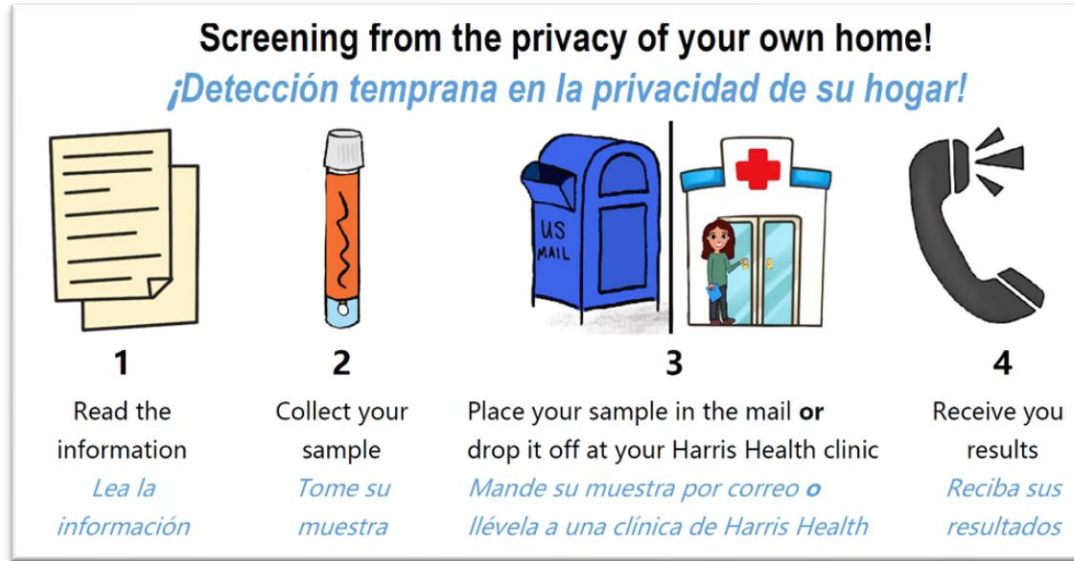 Screening from the privacy of your own home!
¡Detección temprana en la privacidad de su hogar!
US
MAIL
1
Read the
information
Lea la
información
2
Collect your
sample
Tome su
muestra
3
Place your sample in the mail or
drop it off at your Harris Health clinic
Mande su muestra por correo o
llévela a una clínica de Harris Health
4
Receive you
results
Reciba sus
resultados